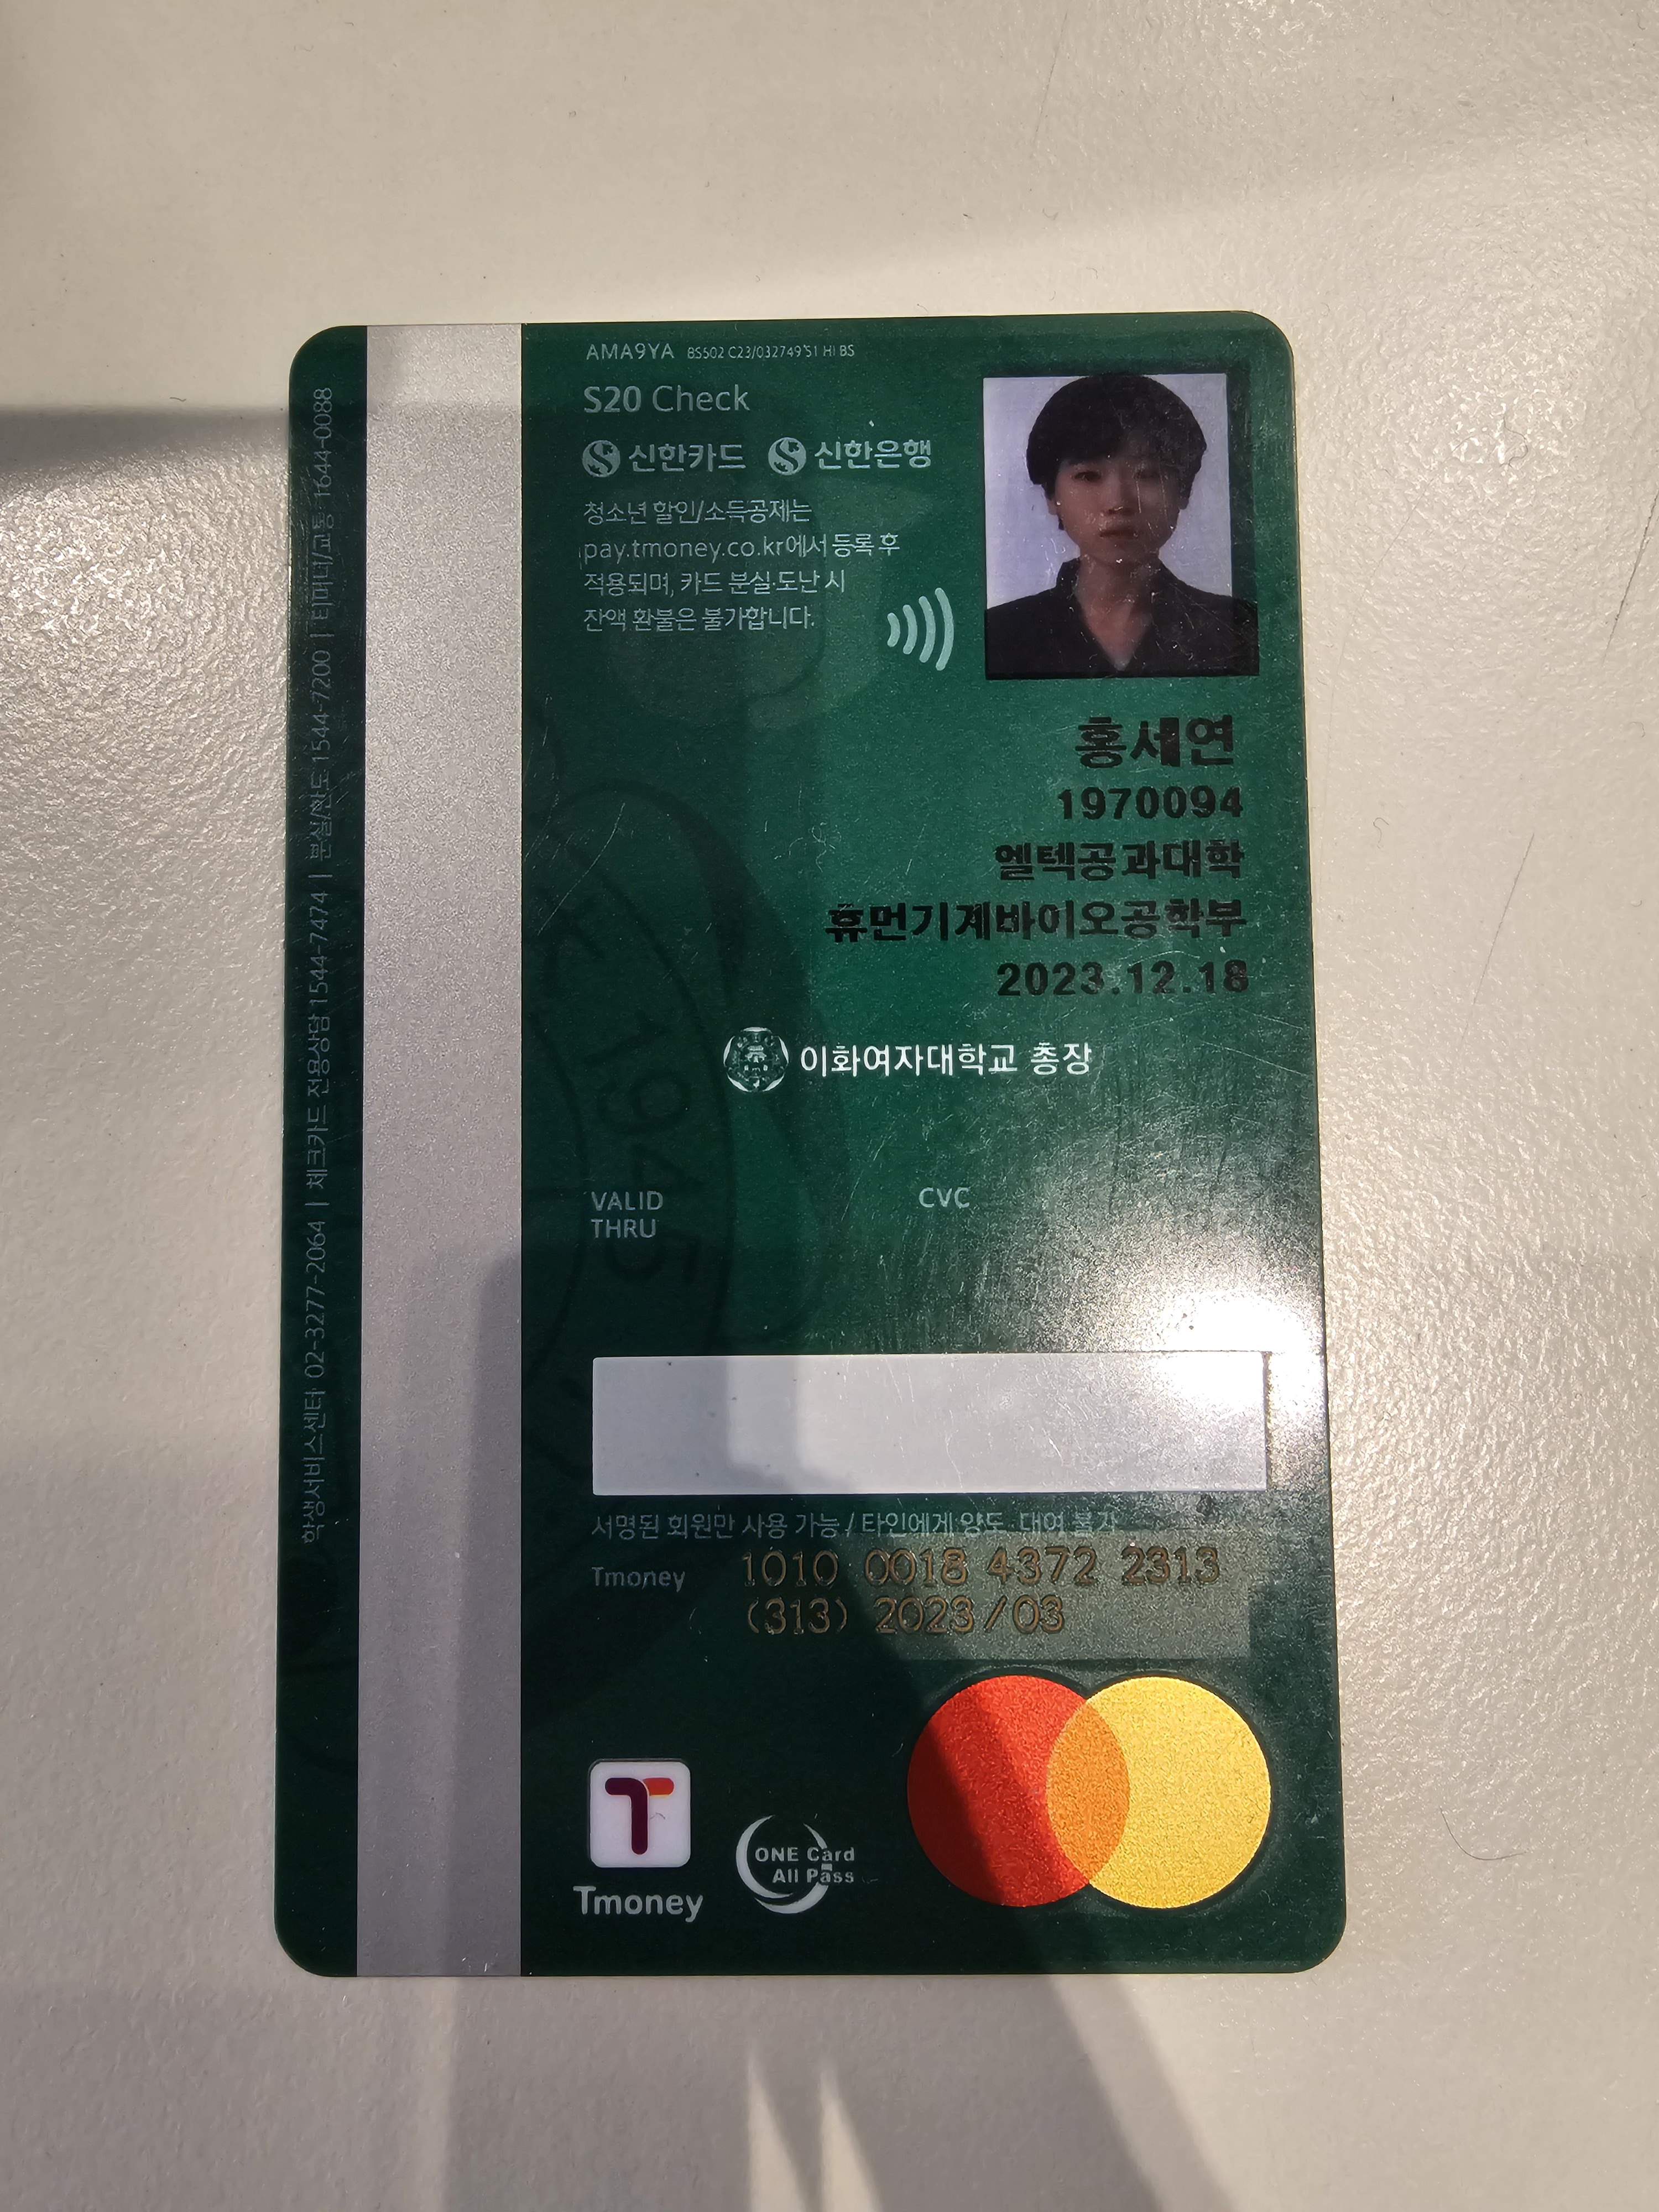 AMA9YA BS502 C23/032749'51 HI BS
S20 Check
신한카드 신한은행
청소년 할인/소득공제는
pay.tmoney.co.kr에서 등록 후
적용되며, 카드 분실·도난 시
잔액 환불은 불가합니다.
홍세연
1970094
엘텍공과대학
휴먼기계바이오공학부
2023.12.18
이화여자대학교 총장
1945
VALID
THRU
CVC
서명된 회원만 사용 가능 / 타인에게 양도, 대여 불가
Tmoney 1010 0018 4372 2313
(313) 2023/03
Tmoney
ONE Card
All Pass
학생서비스센터 02-3277-2064 | 체크카드 전용상담 1544-7474 | 분실/한도 1544-7200 | 티머니/교통 1644-0088